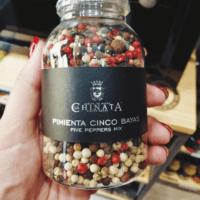 CHINATA
PIMIENTA CINCO BAYAS
FIVE PEPPERS MIX